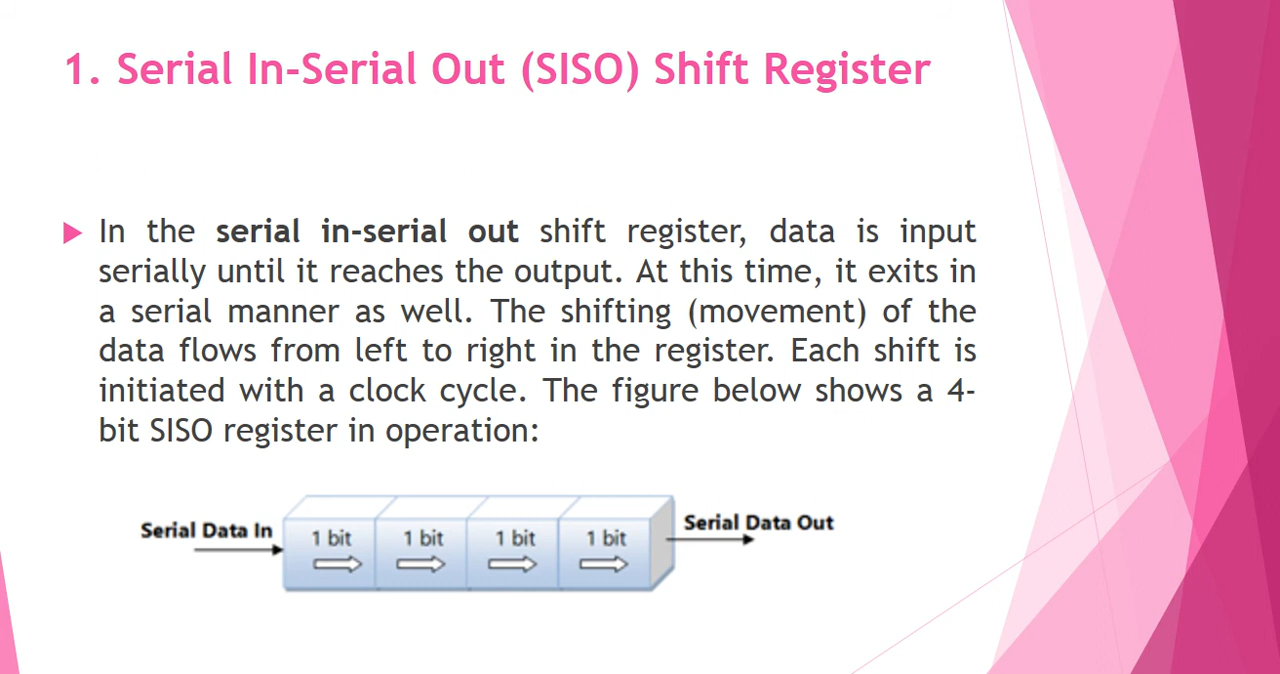 1. Serial In-Serial Out (SISO) Shift Register
In the serial in-serial out shift register, data is input
serially until it reaches the output. At this time, it exits in
a serial manner as well. The shifting (movement) of the
data flows from left to right in the register. Each shift is
initiated with a clock cycle. The figure below shows a 4-
bit SISO register in operation:
Serial Data In
1 bit
1 bit
1 bit
1 bit
Serial Data Out